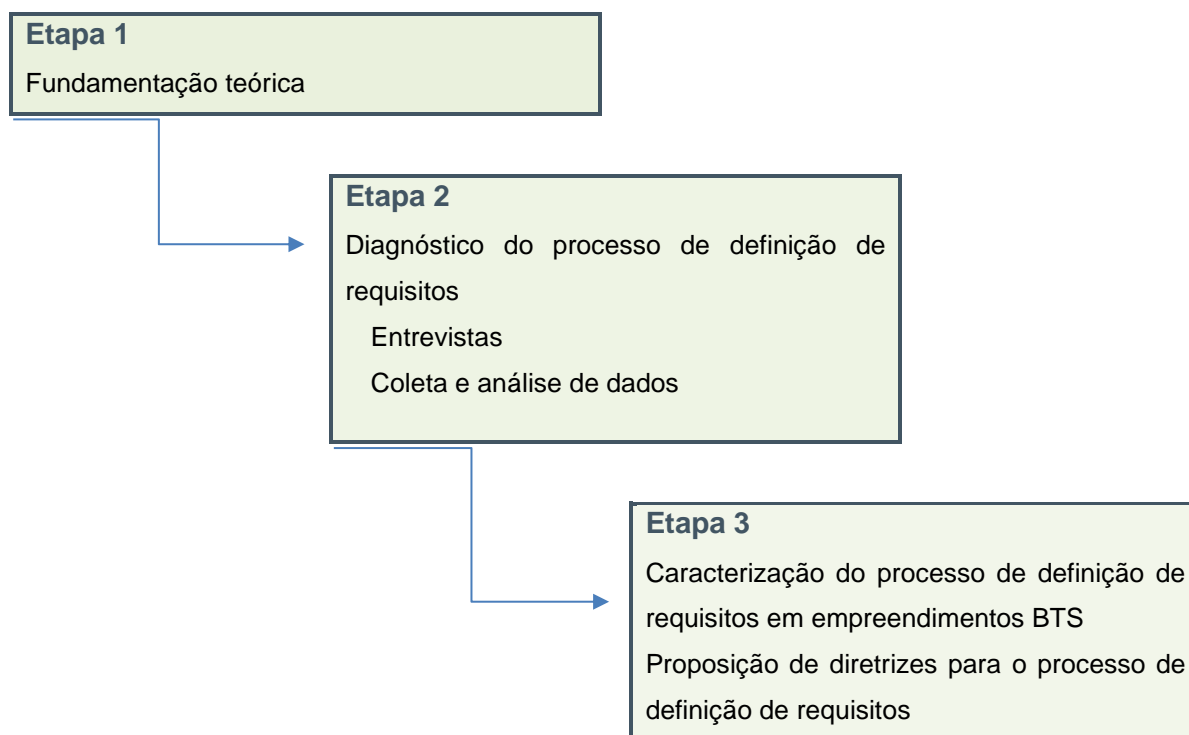 Etapa 1
Fundamentação teórica
Etapa 2
Diagnóstico do processo de definição de
requisitos
Entrevistas
Coleta e análise de dados
Etapa 3
Caracterização do processo de definição de
requisitos em empreendimentos BTS
Proposição de diretrizes para o processo de
definição de requisitos